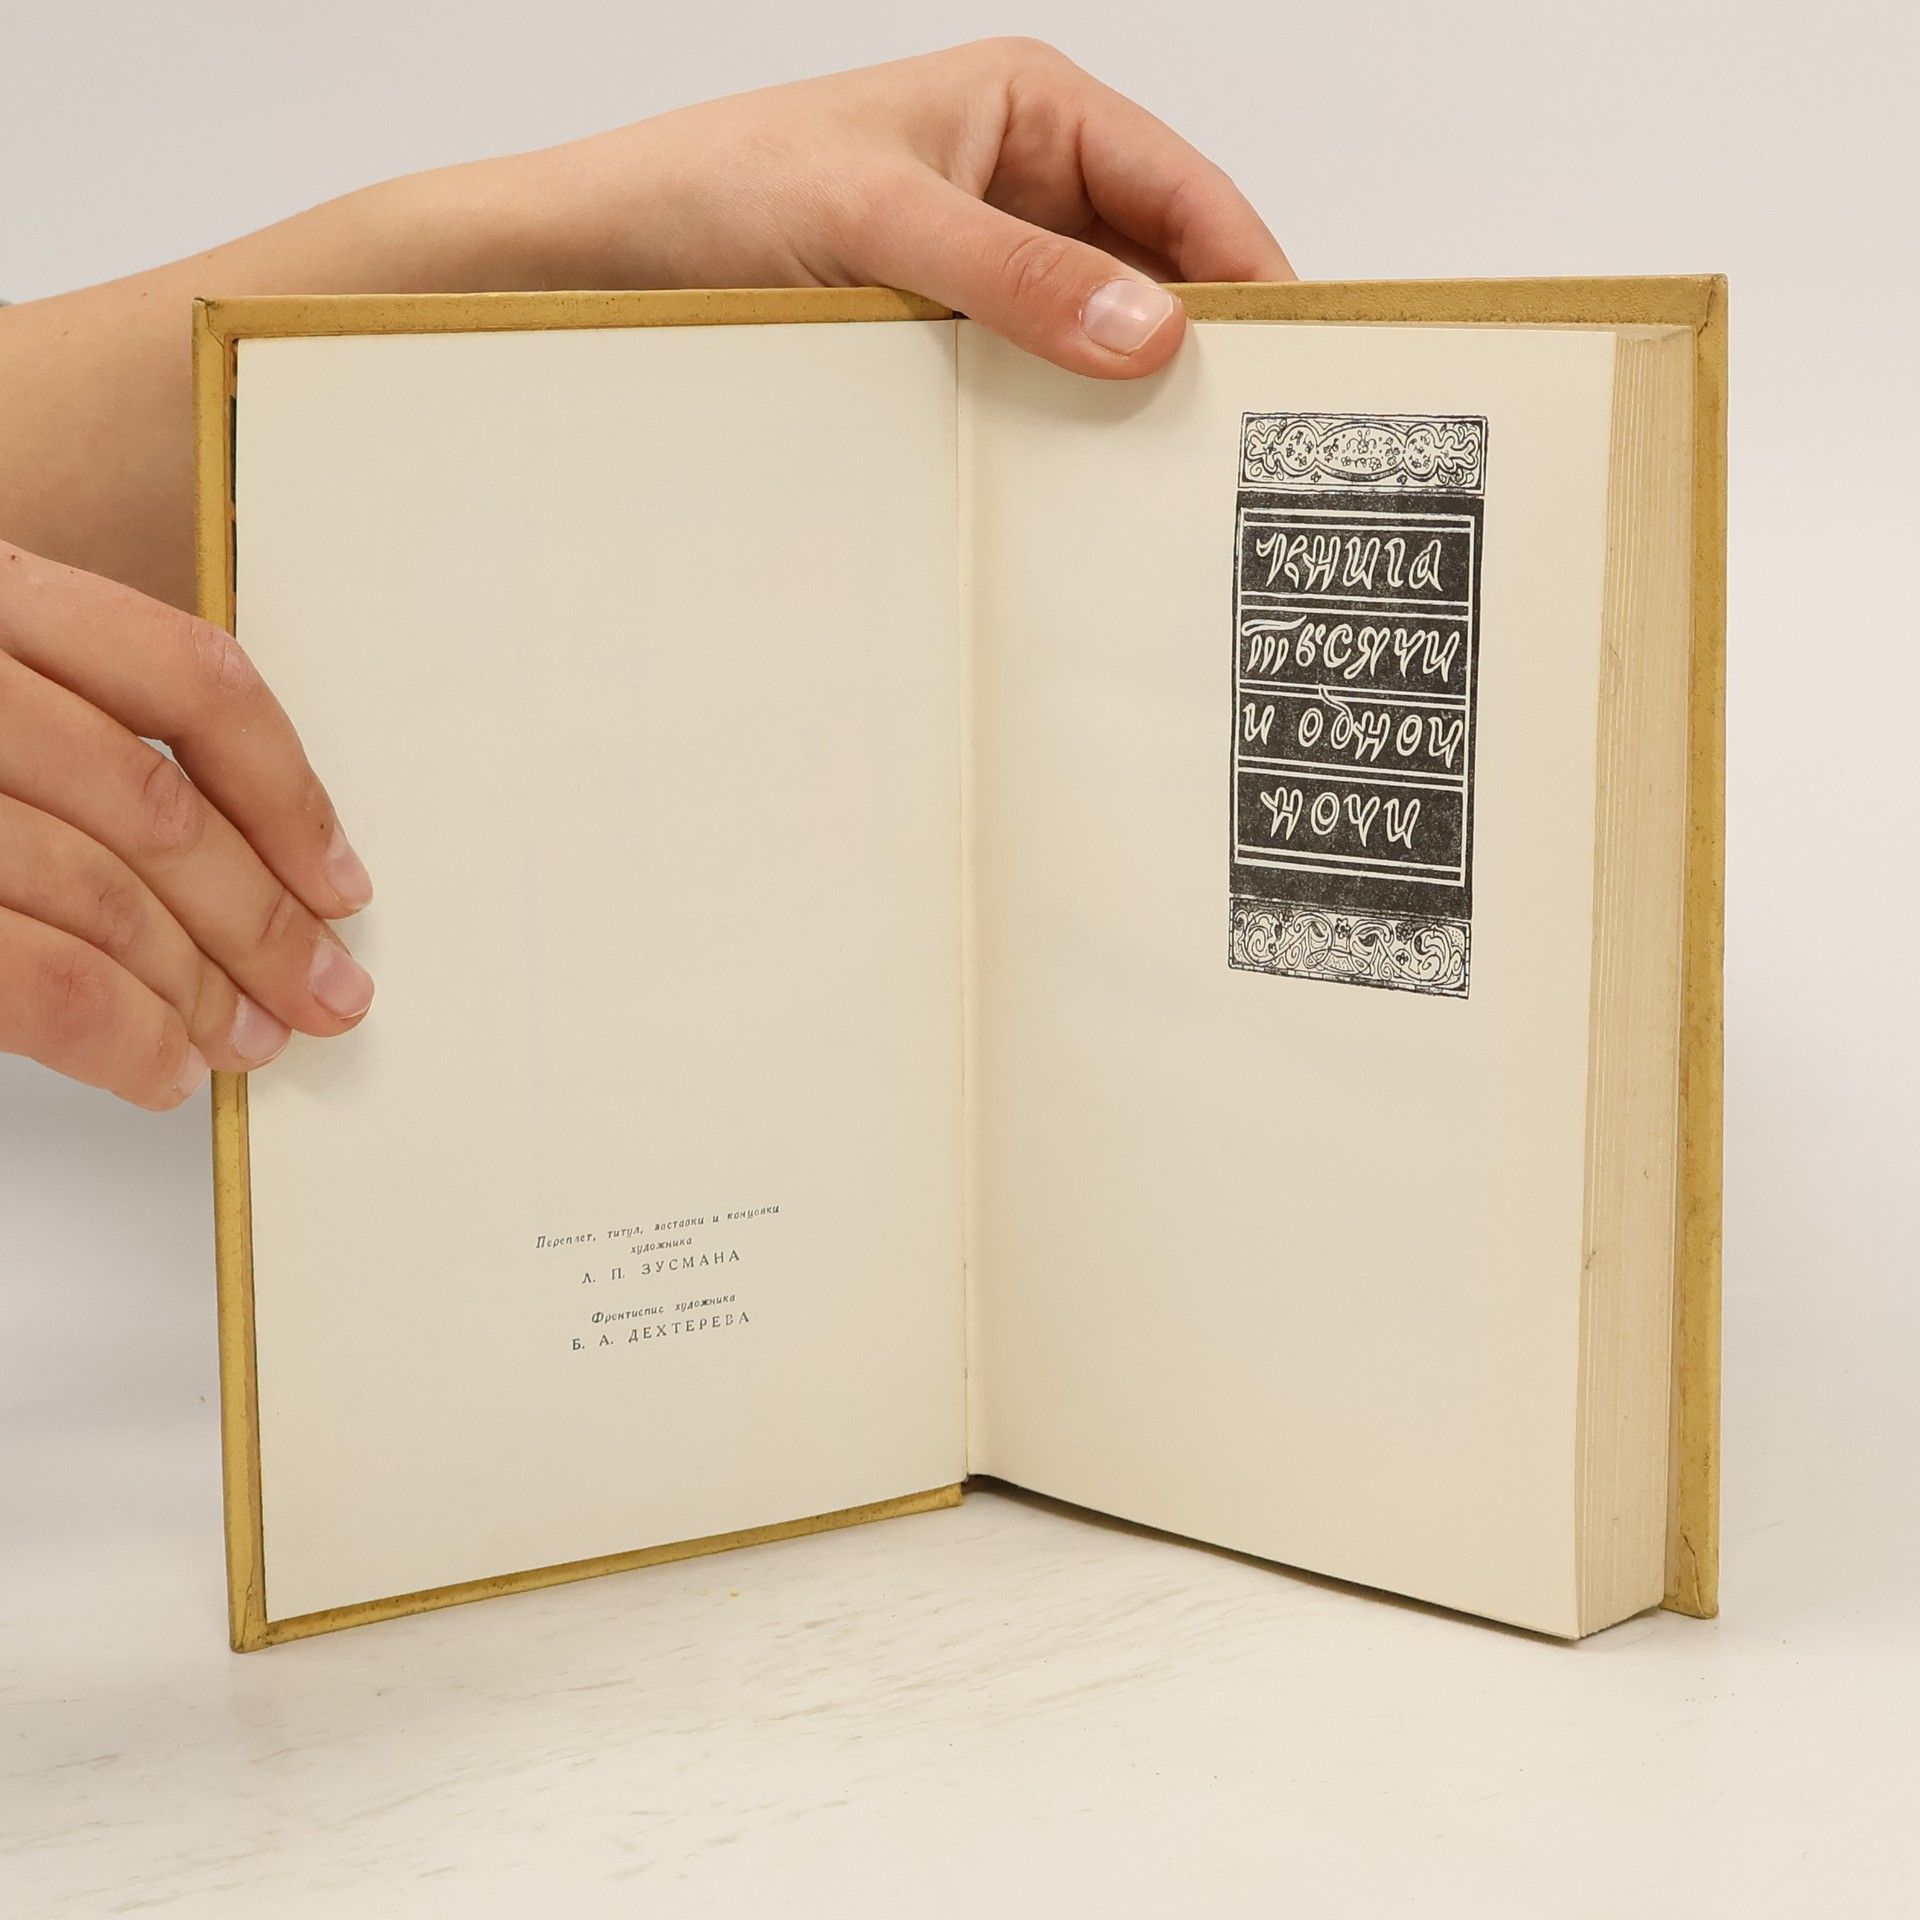 Переплет, титул, заставки и концовки
художника
Л. П. ЗУСМАНА
Фронтиспис художника
Б. А. ДЕХТЕРЕВА
КНИГА
ТЫСЯЧИ
И ОДНОЙ
НОЧИ